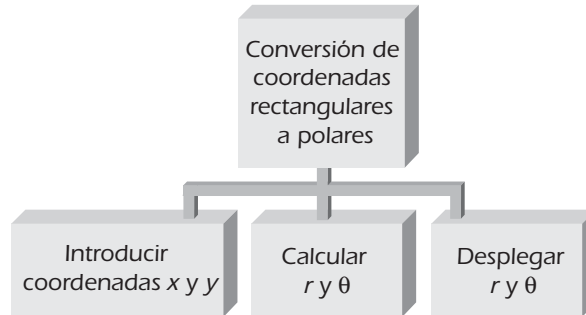 Conversión de
coordenadas
rectangulares
a polares
Introducir
coordenadas x y y
Calcular
r y θ
Desplegar
r y θ